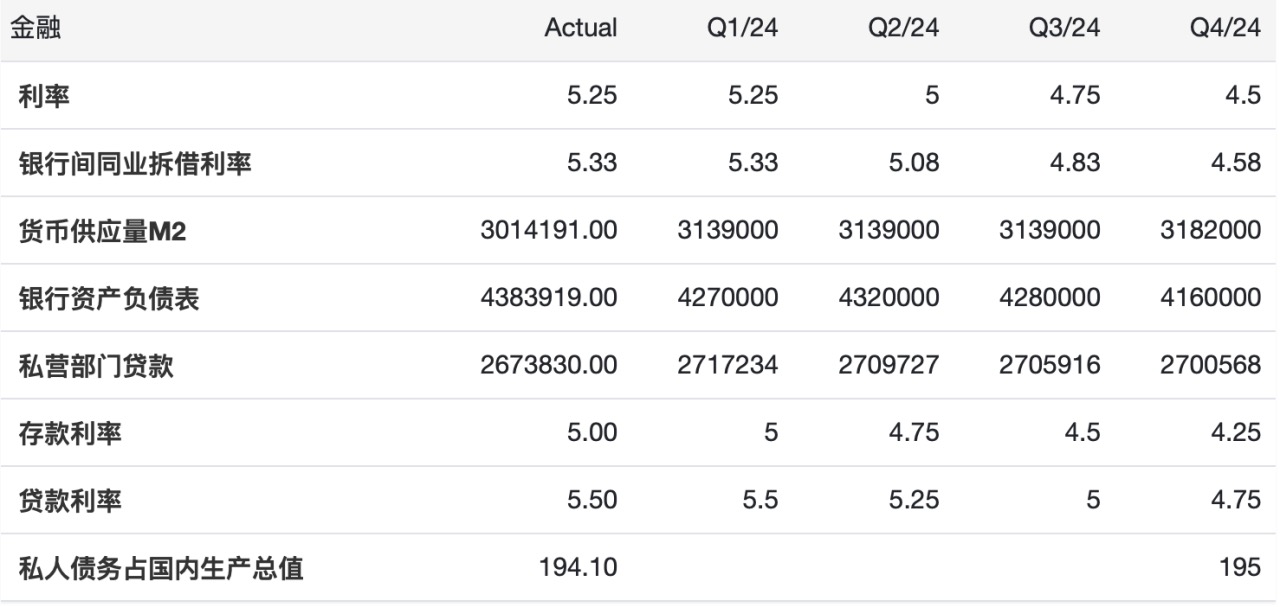 金融 Actual Q1/24 Q2/24 Q3/24 Q4/24
利率 5.25 5.25 5 4.75 4.5
银行间同业拆借利率 5.33 5.33 5.08 4.83 4.58
货币供应量M2 3014191.00 3139000 3139000 3139000 3182000
银行资产负债表 4383919.00 4270000 4320000 4280000 4160000
私营部门贷款 2673830.00 2717234 2709727 2705916 2700568
存款利率 5.00 5 4.75 4.5 4.25
贷款利率 5.50 5.5 5.25 5 4.75
私人债务占国内生产总值 194.10 195